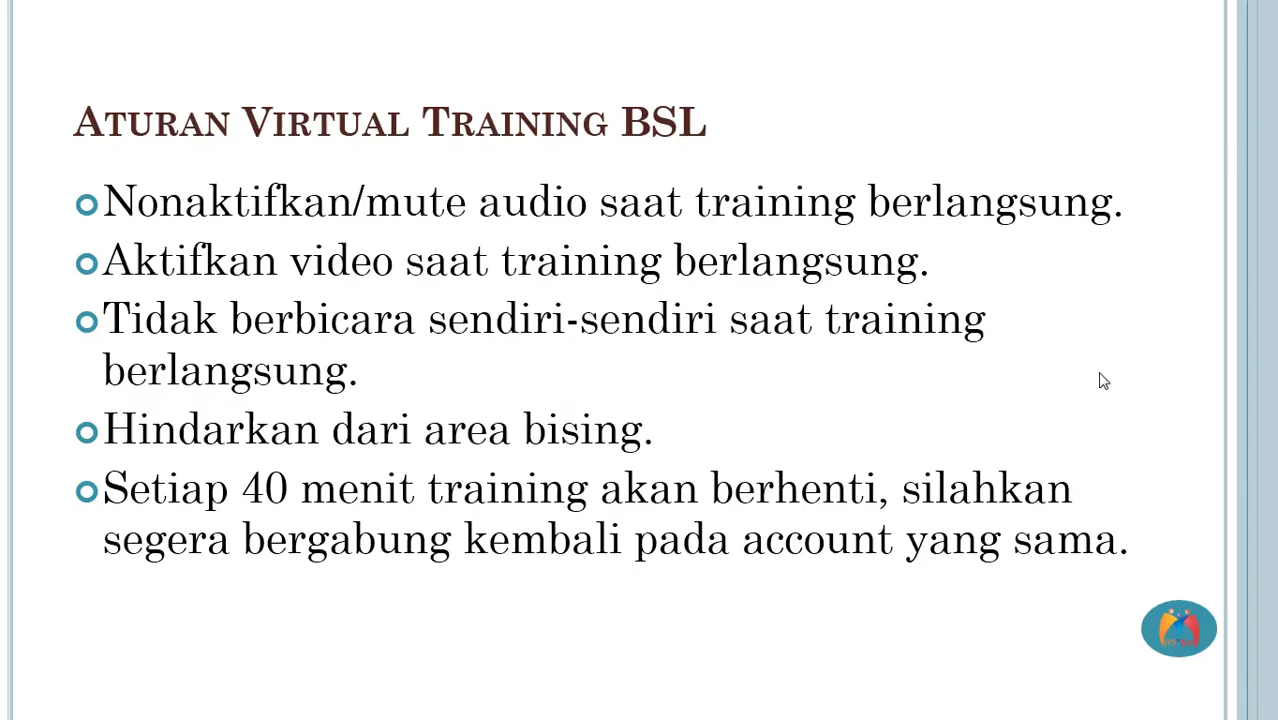 Aturan Virtual Training BSL
Nonaktifkan/mute audio saat training berlangsung.
Aktifkan video saat training berlangsung.
Tidak berbicara sendiri-sendiri saat training
berlangsung.
Hindarkan dari area bising.
Setiap 40 menit training akan berhenti, silahkan
segera bergabung kembali pada account yang sama.